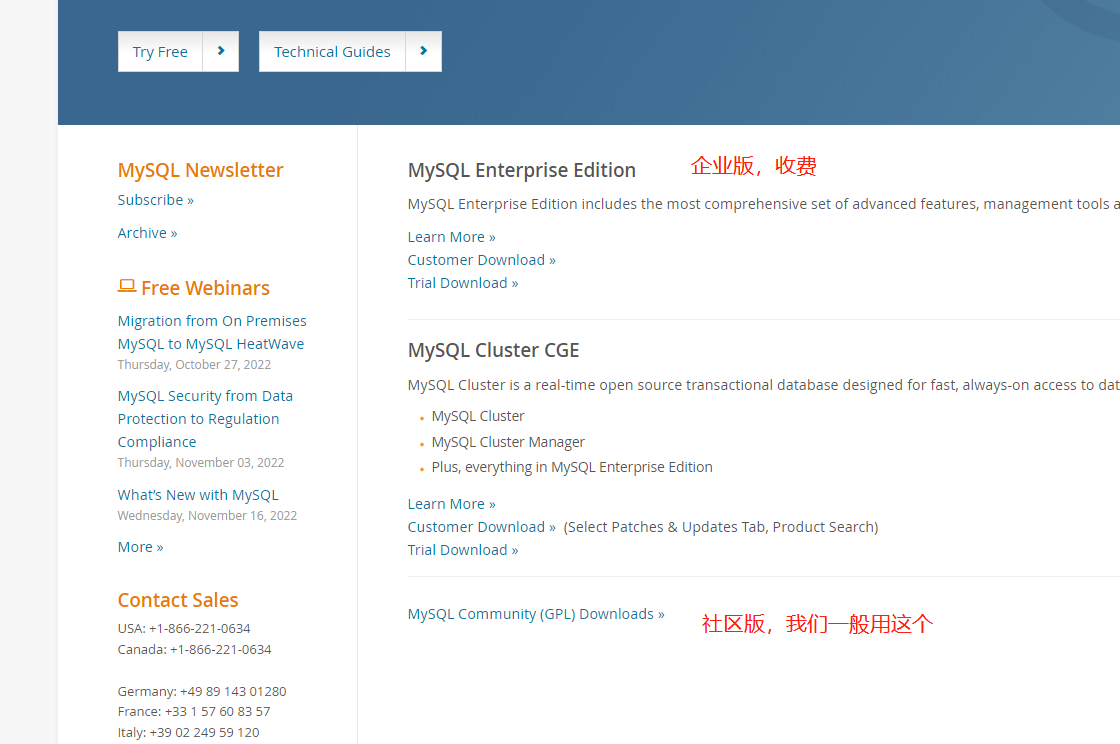 Try Free
Technical Guides
MySQL Newsletter
Subscribe »
Archive »
Free Webinars
Migration from On Premises
MySQL to MySQL HeatWave
Thursday, October 27, 2022
MySQL Security from Data
Protection to Regulation
Compliance
Thursday, November 03, 2022
What's New with MySQL
Wednesday, November 16, 2022
More »
Contact Sales
USA: +1-866-221-0634
Canada: +1-866-221-0634
Germany: +49 89 143 01280
France: +33 1 57 60 83 57
Italy: +39 02 249 59 120
MySQL Enterprise Edition 企业版，收费
MySQL Enterprise Edition includes the most comprehensive set of advanced features, management tools a
Learn More »
Customer Download »
Trial Download »
MySQL Cluster CGE
MySQL Cluster is a real-time open source transactional database designed for fast, always-on access to dat
• MySQL Cluster
• MySQL Cluster Manager
• Plus, everything in MySQL Enterprise Edition
Learn More »
Customer Download » (Select Patches & Updates Tab, Product Search)
Trial Download »
MySQL Community (GPL) Downloads » 社区版，我们一般用这个